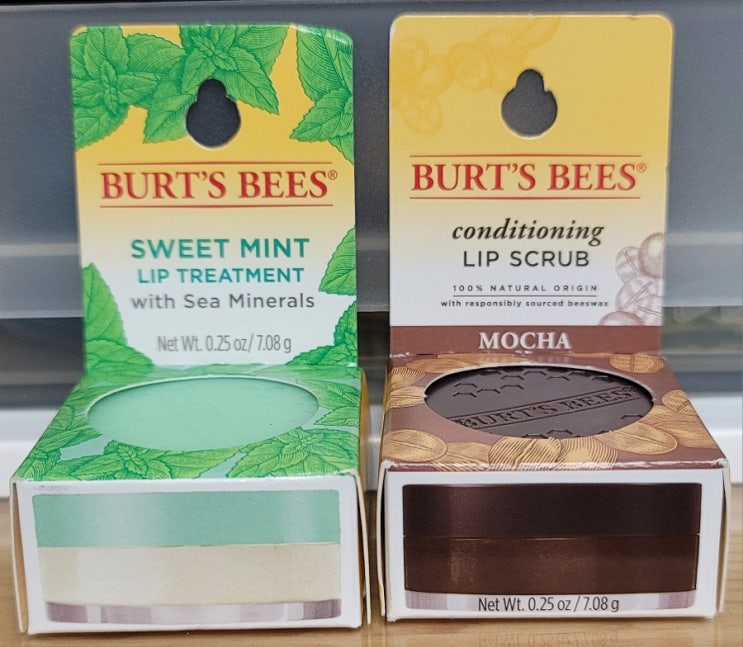 BURT'S BEES®
SWEET MINT
LIP TREATMENT
with Sea Minerals
Net Wt. 0.25 oz/7.08 g
BURT'S BEES®
conditioning
LIP SCRUB
100% NATURAL ORIGIN
with responsibly sourced beeswax
MOCHA
BURT'S BEES
Net Wt. 0.25 oz / 7.08 g